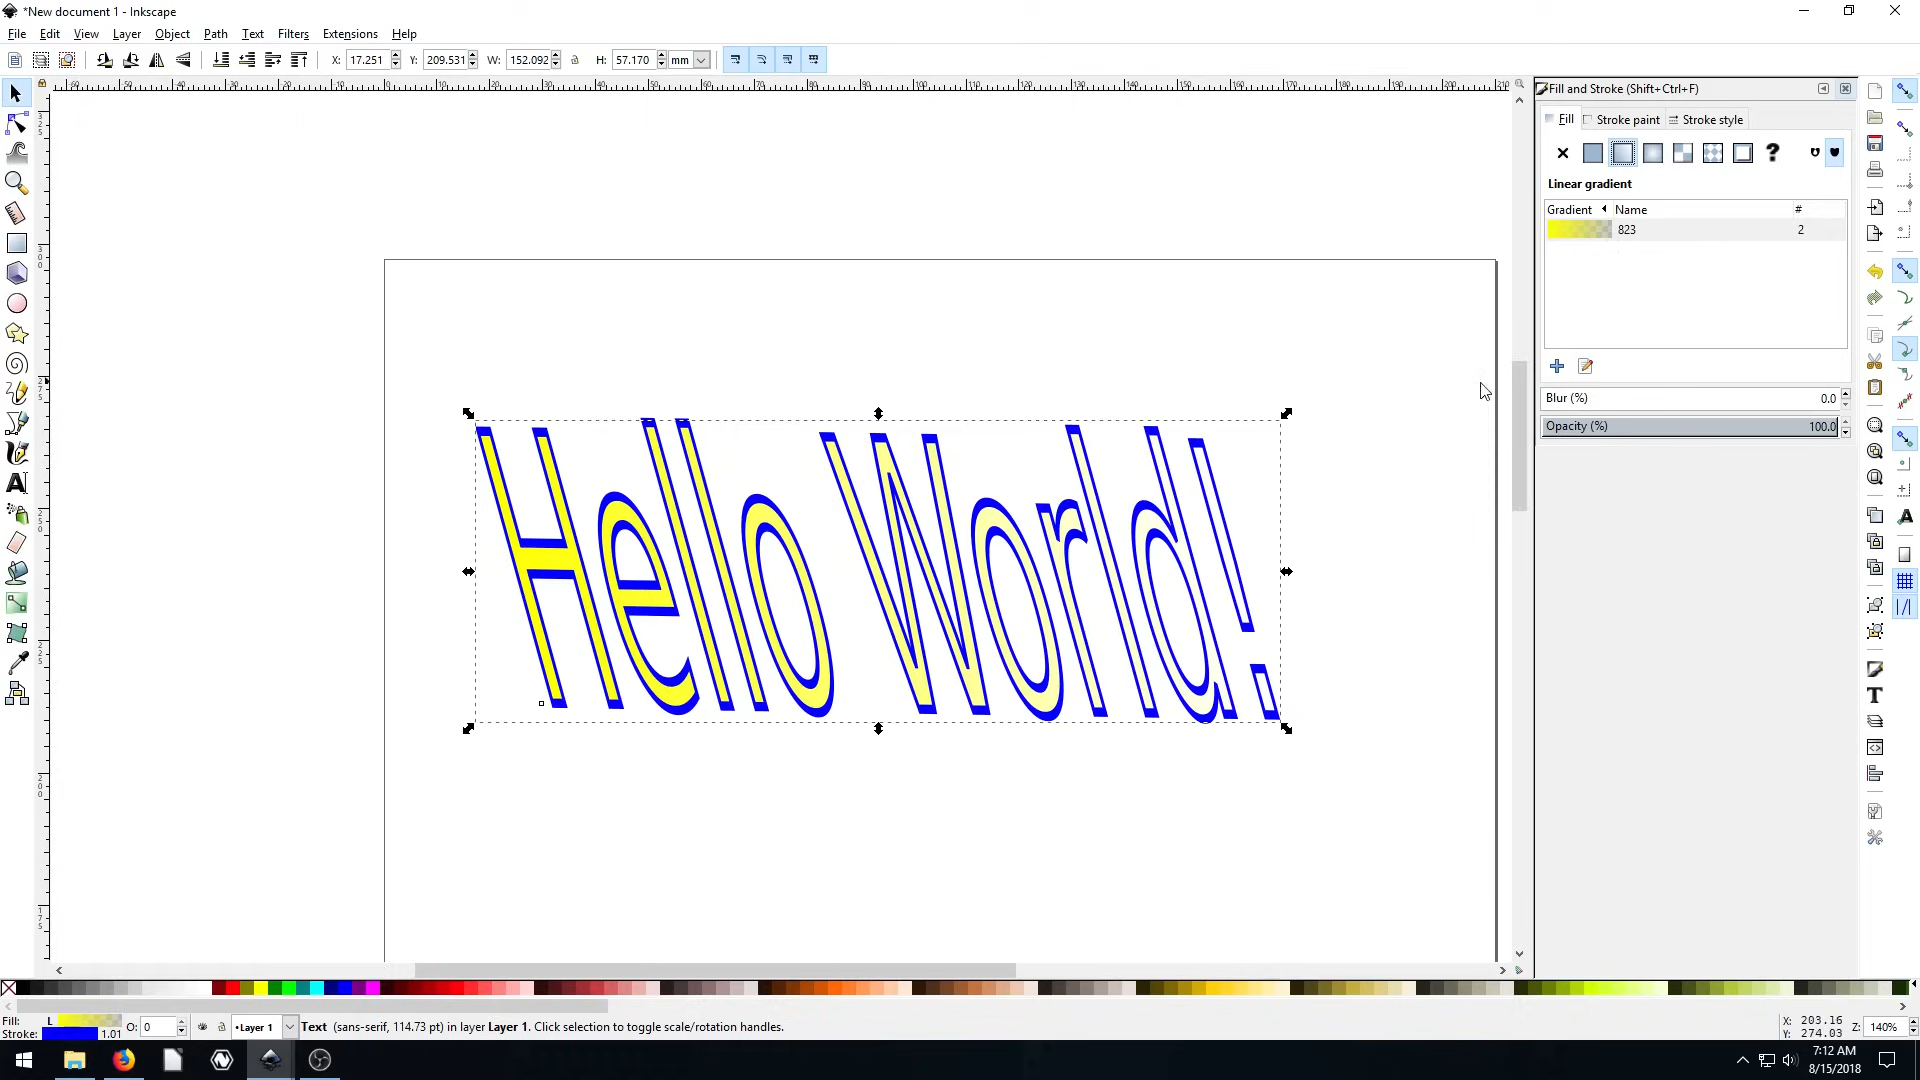 *New document 1 - Inkscape
File Edit View Layer Object Path Text Filters Extensions Help
X: 17.251 Y: 209.531 W: 152.092 H: 57.170 mm
Fill and Stroke (Shift+Ctrl+F)
Fill Stroke paint Stroke style
Linear gradient
Gradient Name #
823 2
Blur (%) 0.0
Opacity (%) 100.0
Hello World!
Fill: L O: 0 Layer 1 Text (sans-serif, 114.73 pt) in layer Layer 1. Click selection to toggle scale/rotation handles. X: 203.16 Z: 140%
Stroke: 1.01 Y: 274.03
7:12 AM
8/15/2018